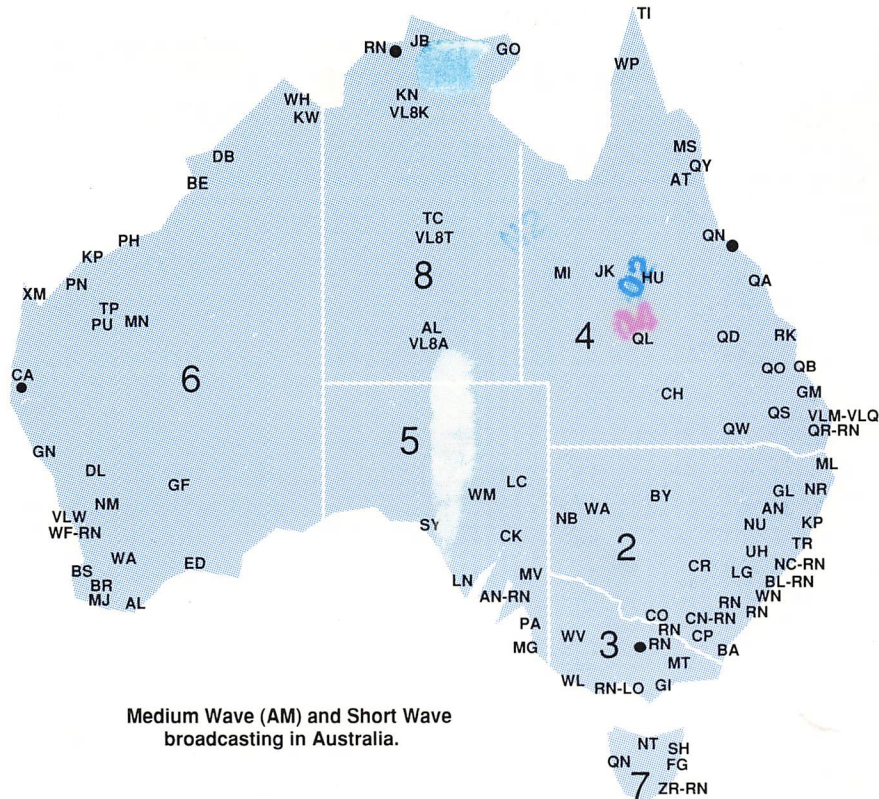 TI
RN
JB
GO
WP
WH
KN
KW
VL8K
MS
DB
QY
AT
BE
TC
VL8T
PH
QN
KP
MI
JK
HU
8
PN
QA
XM
TP
PU
MN
AL
VL8A
4
QL
QD
RK
CA
6
QO
QB
CH
GM
QS
VLM-VLQ
QW
QR-RN
5
GN
ML
DL
GF
LC
WM
BY
GL
NR
NM
WA
AN
VLW
NB
NU
KP
WF-RN
SY
CK
2
TR
WA
ED
UH
BS
CR
LG
NC-RN
BR
LN
MV
BL-RN
MJ
AL
AN-RN
WN
RN
RN
CO
CN-RN
PA
RN
WV
3
RN
CP
MG
BA
MT
WL
RN-LO
GI
Medium Wave (AM) and Short Wave
broadcasting in Australia.
NT
SH
QN
FG
7
ZR-RN